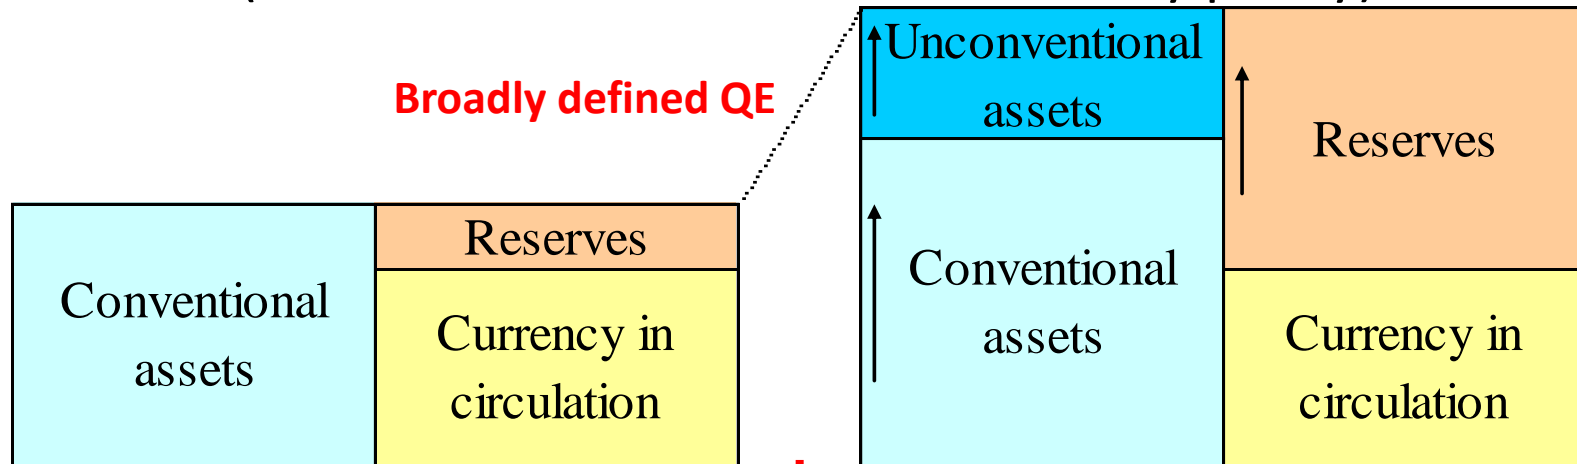 Broadly defined QE
Unconventional
assets
Reserves
Reserves
Conventional
assets
Currency in
circulation
Conventional
assets
Currency in
circulation